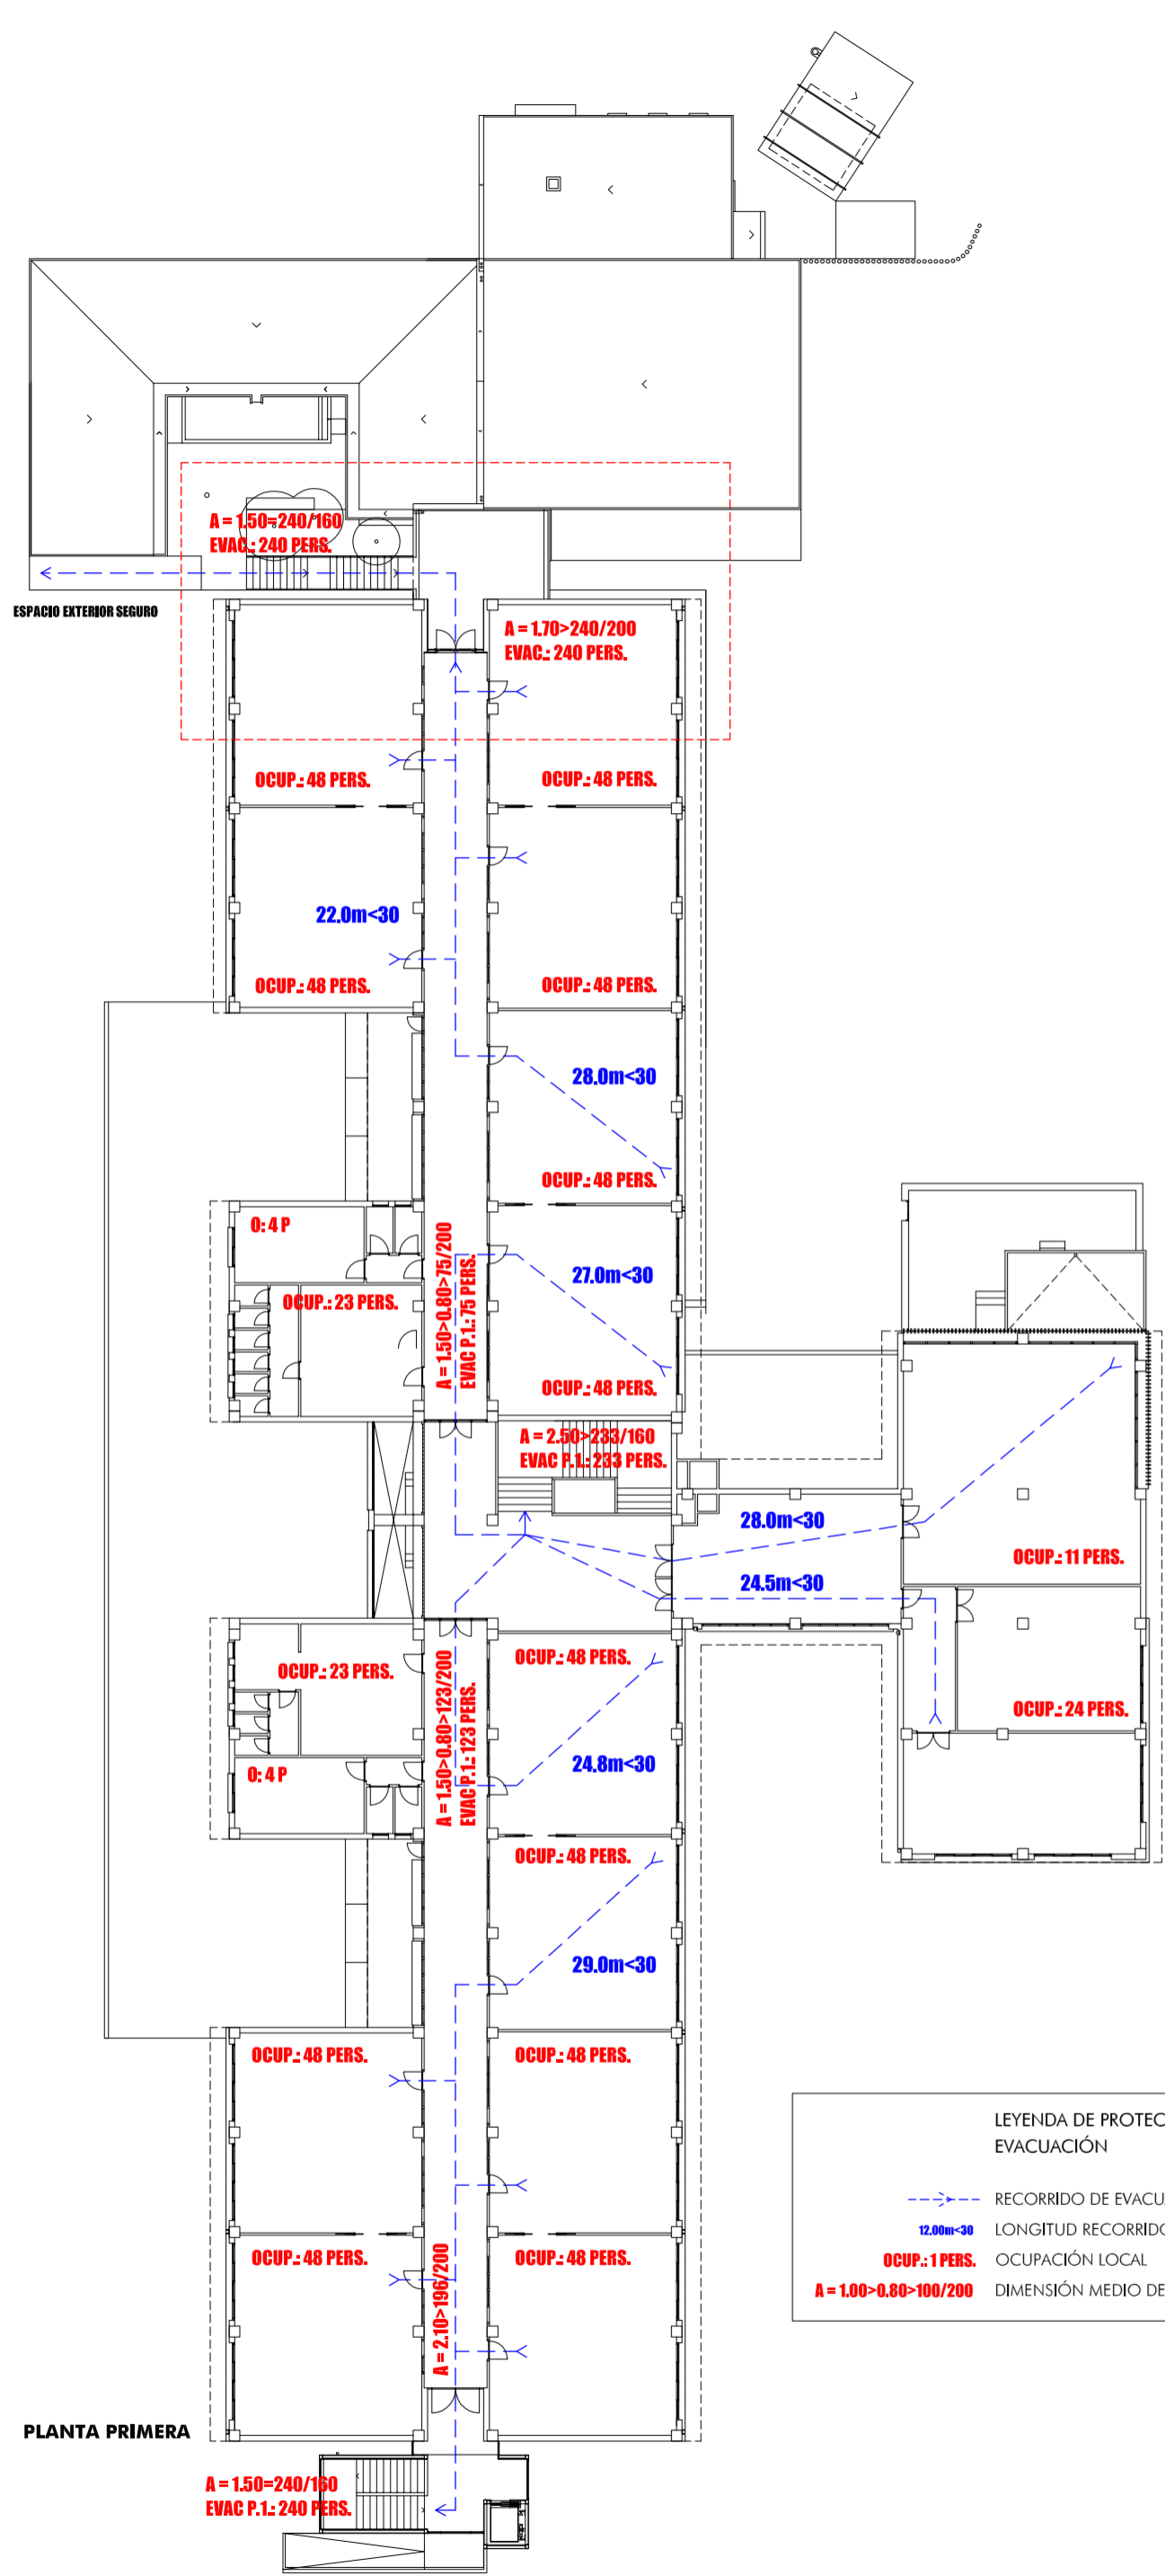 A = 1.50=240/160
EVAC.: 240 PERS.
ESPACIO EXTERIOR SEGURO
A = 1.70>240/200
EVAC.: 240 PERS.
OCUP.: 48 PERS.
OCUP.: 48 PERS.
22.0m<30
OCUP.: 48 PERS.
OCUP.: 48 PERS.
28.0m<30
OCUP.: 48 PERS.
O: 4 P
A = 1.50>0.80>75/200
EVAC P.1.: 75 PERS.
27.0m<30
OCUP.: 23 PERS.
OCUP.: 48 PERS.
A = 2.50>233/160
EVAC P.1.: 233 PERS.
28.0m<30
OCUP.: 11 PERS.
24.5m<30
OCUP.: 23 PERS.
A = 1.50>0.80>123/200
EVAC P.1.: 123 PERS.
OCUP.: 48 PERS.
OCUP.: 24 PERS.
24.8m<30
O: 4 P
OCUP.: 48 PERS.
29.0m<30
OCUP.: 48 PERS.
OCUP.: 48 PERS.
LEYENDA DE PROTEC
EVACUACIÓN
RECORRIDO DE EVACU
12.00m<30 LONGITUD RECORRIDO
OCUP.: 1 PERS. OCUPACIÓN LOCAL
A = 1.00>0.80>100/200 DIMENSIÓN MEDIO DE
OCUP.: 48 PERS.
OCUP.: 48 PERS.
A = 2.10>196/200
PLANTA PRIMERA
A = 1.50=240/160
EVAC P.1.: 240 PERS.